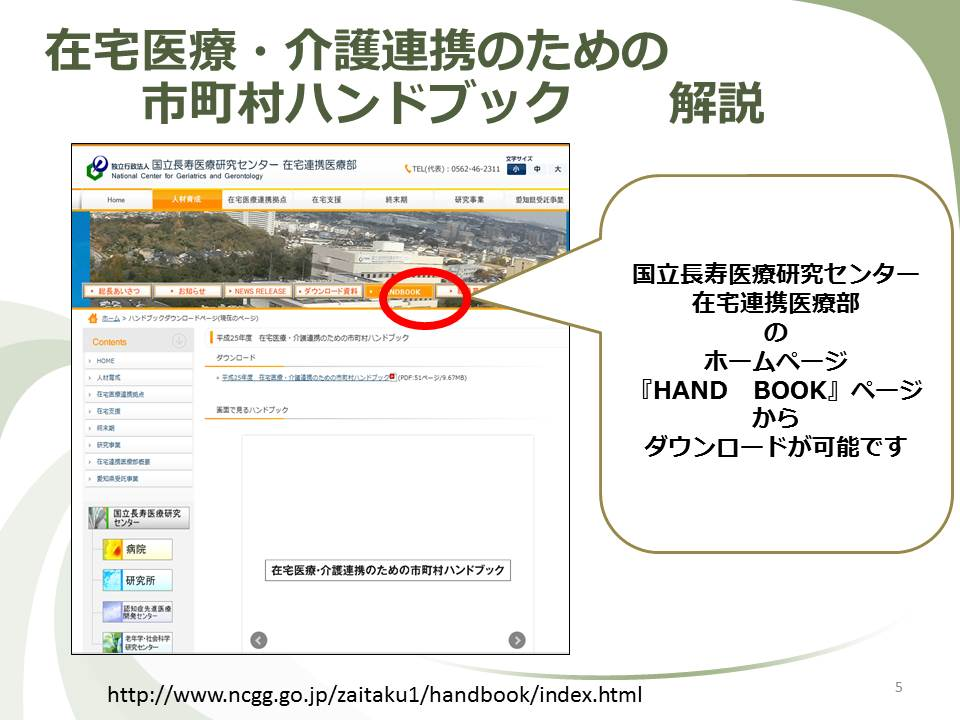 在宅医療・介護連携のための
市町村ハンドブック　　解説
独立行政法人 国立長寿医療研究センター 在宅連携医療部
National Center for Geriatrics and Gerontology
TEL(代表) : 0562-46-2311
文字サイズ
小 中 大
Home 人材育成 在宅医療連携拠点 在宅支援 終末期 研究事業 愛知県受託事業
総長あいさつ お知らせ NEWS RELEASE ダウンロード資料 HANDBOOK
ホーム > ハンドブックダウンロードページ(現在のページ)
Contents
HOME
人材育成
在宅医療連携拠点
在宅支援
終末期
研究事業
在宅連携医療部概要
愛知県受託事業
国立長寿医療研究
センター
病院
研究所
認知症先進医療
開発センター
老年学・社会科学
研究センター
平成25年度　在宅医療・介護連携のための市町村ハンドブック
ダウンロード
平成25年度　在宅医療・介護連携のための市町村ハンドブック (PDF:51ページ/9.67MB)
画面で見るハンドブック
在宅医療･介護連携のための市町村ハンドブック
国立長寿医療研究センター
在宅連携医療部
の
ホームページ
『HAND　BOOK』ページ
から
ダウンロードが可能です
http://www.ncgg.go.jp/zaitaku1/handbook/index.html
5